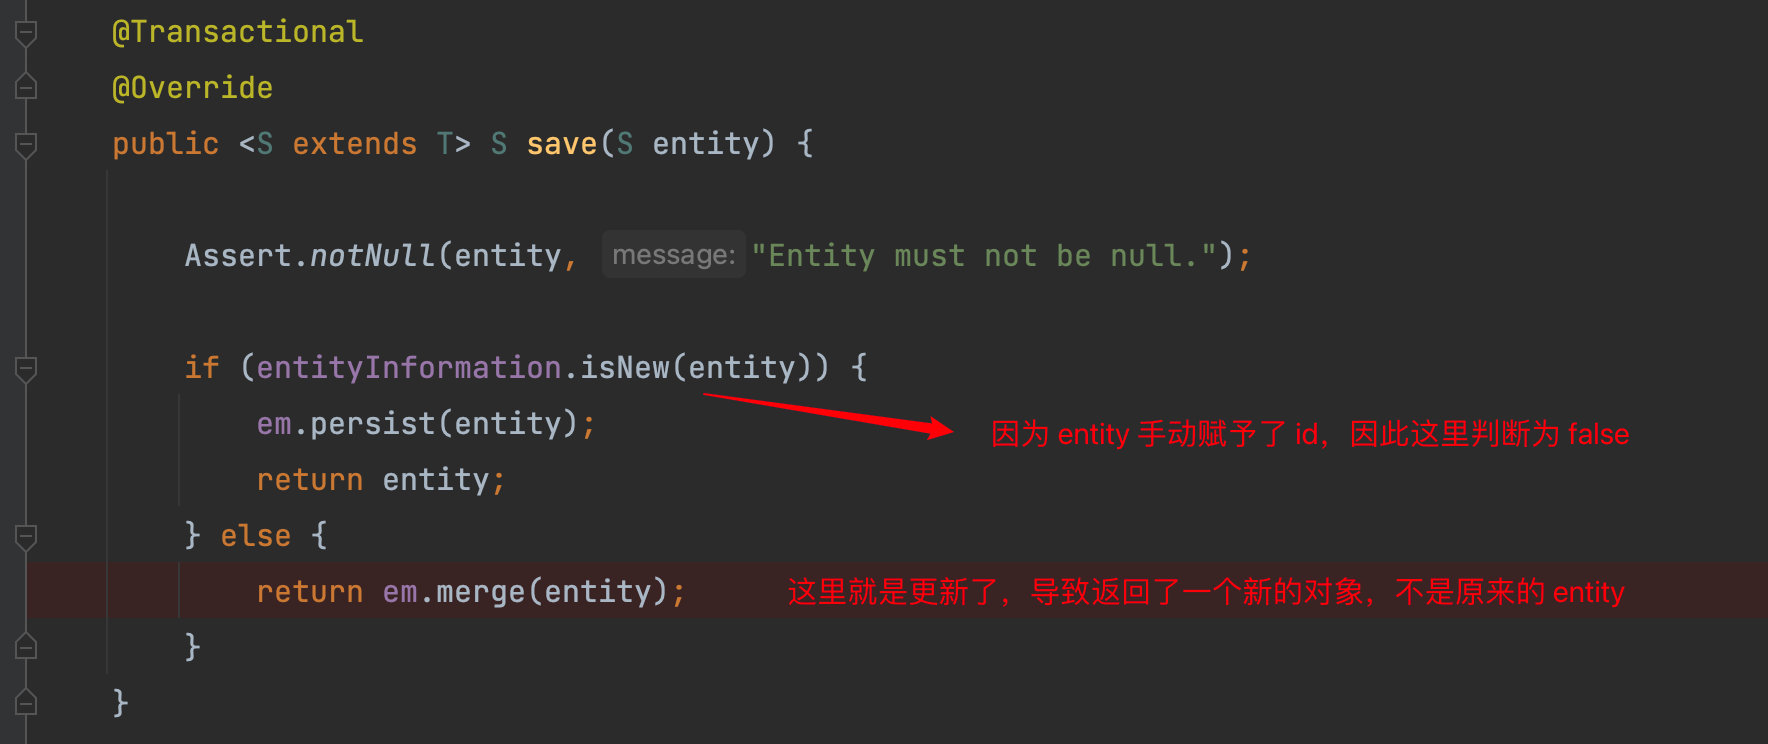 @Transactional
@Override
public <S extends T> S save(S entity) {
Assert.notNull(entity, message: "Entity must not be null.");
if (entityInformation.isNew(entity)) {
em.persist(entity);
因为 entity 手动赋予了 id，因此这里判断为 false
return entity;
} else {
return em.merge(entity); 这里就是更新了，导致返回了一个新的对象，不是原来的 entity
}
}